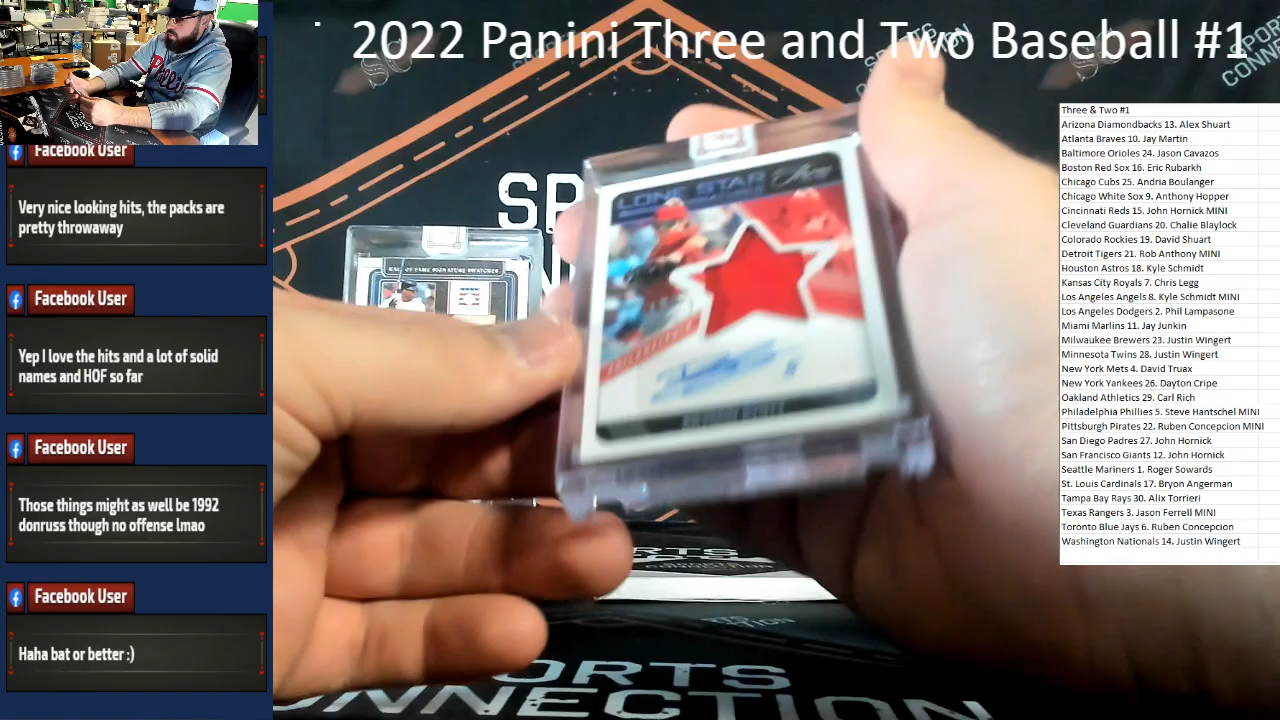 2022 Panini Three and Two Baseball #1
Phillies
Facebook User
Very nice looking hits, the packs are
pretty throwaway
Facebook User
Yep I love the hits and a lot of solid
names and HOF so far
Facebook User
Those things might as well be 1992
donruss though no offense lmao
Facebook User
Haha bat or better :)
HALL OF FAME SIGNATURE SWATCHES
LONE STAR
PHILADELPHIA
SPORTS
CONNECTION
SPORTS
CONNECTION
Three & Two #1
Arizona Diamondbacks 13. Alex Shuart
Atlanta Braves 10. Jay Martin
Baltimore Orioles 24. Jason Cavazos
Boston Red Sox 16. Eric Rubarkh
Chicago Cubs 25. Andria Boulanger
Chicago White Sox 9. Anthony Hopper
Cincinnati Reds 15. John Hornick MINI
Cleveland Guardians 20. Chalie Blaylock
Colorado Rockies 19. David Shuart
Detroit Tigers 21. Rob Anthony MINI
Houston Astros 18. Kyle Schmidt
Kansas City Royals 7. Chris Legg
Los Angeles Angels 8. Kyle Schmidt MINI
Los Angeles Dodgers 2. Phil Lampasone
Miami Marlins 11. Jay Junkin
Milwaukee Brewers 23. Justin Wingert
Minnesota Twins 28. Justin Wingert
New York Mets 4. David Truax
New York Yankees 26. Dayton Cripe
Oakland Athletics 29. Carl Rich
Philadelphia Phillies 5. Steve Hantschel MINI
Pittsburgh Pirates 22. Ruben Concepcion MINI
San Diego Padres 27. John Hornick
San Francisco Giants 12. John Hornick
Seattle Mariners 1. Roger Sowards
St. Louis Cardinals 17. Bryon Angerman
Tampa Bay Rays 30. Alix Torrieri
Texas Rangers 3. Jason Ferrell MINI
Toronto Blue Jays 6. Ruben Concepcion
Washington Nationals 14. Justin Wingert